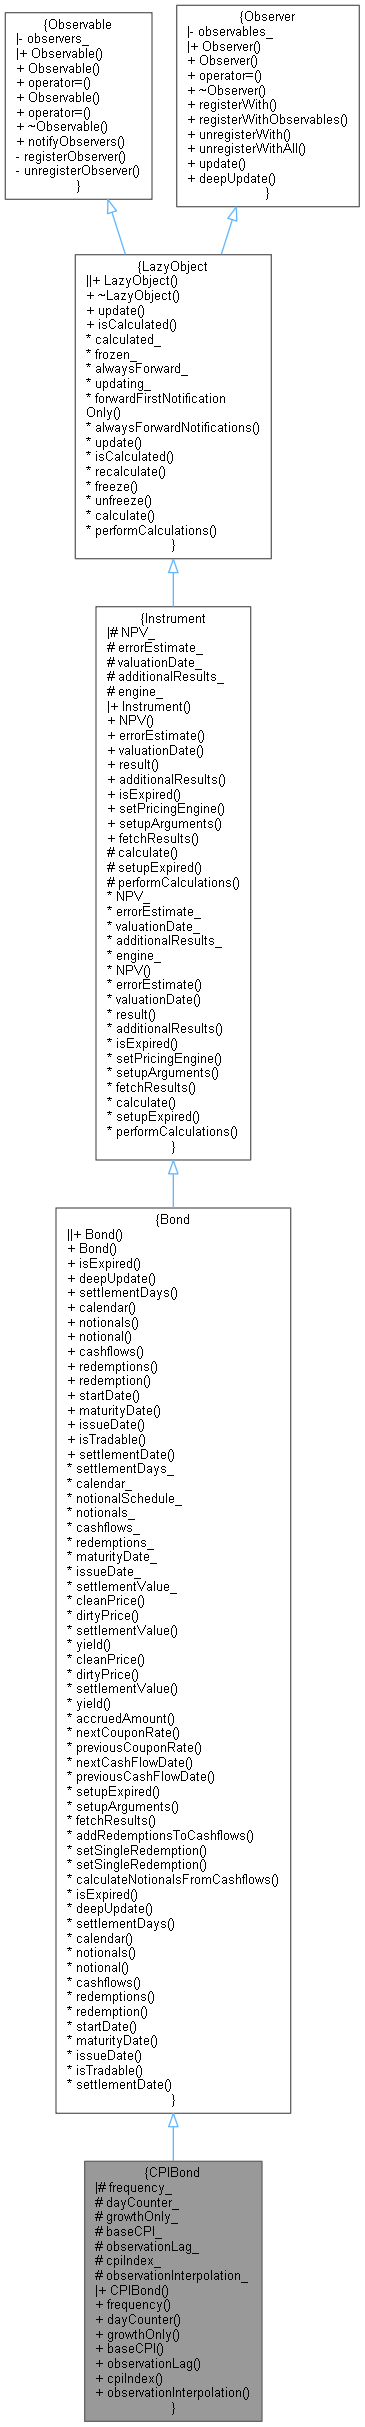 {Observable
|- observers_
|+ Observable()
+ Observable()
+ operator=()
+ Observable()
+ operator=()
+ ~Observable()
+ notifyObservers()
- registerObserver()
- unregisterObserver()
}
{Observer
|- observables_
|+ Observer()
+ Observer()
+ operator=()
+ ~Observer()
+ registerWith()
+ registerWithObservables()
+ unregisterWith()
+ unregisterWithAll()
+ update()
+ deepUpdate()
}
{LazyObject
||+ LazyObject()
+ ~LazyObject()
+ update()
+ isCalculated()
* calculated_
* frozen_
* alwaysForward_
* updating_
* forwardFirstNotification
Only()
* alwaysForwardNotifications()
* update()
* isCalculated()
* recalculate()
* freeze()
* unfreeze()
* calculate()
* performCalculations()
}
{Instrument
|# NPV_
# errorEstimate_
# valuationDate_
# additionalResults_
# engine_
|+ Instrument()
+ NPV()
+ errorEstimate()
+ valuationDate()
+ result()
+ additionalResults()
+ isExpired()
+ setPricingEngine()
+ setupArguments()
+ fetchResults()
# calculate()
# setupExpired()
# performCalculations()
* NPV_
* errorEstimate_
* valuationDate_
* additionalResults_
* engine_
* NPV()
* errorEstimate()
* valuationDate()
* result()
* additionalResults()
* isExpired()
* setPricingEngine()
* setupArguments()
* fetchResults()
* calculate()
* setupExpired()
* performCalculations()
}
{Bond
||+ Bond()
+ Bond()
+ isExpired()
+ deepUpdate()
+ settlementDays()
+ calendar()
+ notionals()
+ notional()
+ cashflows()
+ redemptions()
+ redemption()
+ startDate()
+ maturityDate()
+ issueDate()
+ isTradable()
+ settlementDate()
* settlementDays_
* calendar_
* notionalSchedule_
* notionals_
* cashflows_
* redemptions_
* maturityDate_
* issueDate_
* settlementValue_
* cleanPrice()
* dirtyPrice()
* settlementValue()
* yield()
* cleanPrice()
* dirtyPrice()
* settlementValue()
* yield()
* accruedAmount()
* nextCouponRate()
* previousCouponRate()
* nextCashFlowDate()
* previousCashFlowDate()
* setupExpired()
* setupArguments()
* fetchResults()
* addRedemptionsToCashflows()
* setSingleRedemption()
* setSingleRedemption()
* calculateNotionalsFromCashflows()
* isExpired()
* deepUpdate()
* settlementDays()
* calendar()
* notionals()
* notional()
* cashflows()
* redemptions()
* redemption()
* startDate()
* maturityDate()
* issueDate()
* isTradable()
* settlementDate()
}
{CPIBond
|# frequency_
# dayCounter_
# growthOnly_
# baseCPI_
# observationLag_
# cpiIndex_
# observationInterpolation_
|+ CPIBond()
+ frequency()
+ dayCounter()
+ growthOnly()
+ baseCPI()
+ observationLag()
+ cpiIndex()
+ observationInterpolation()
}